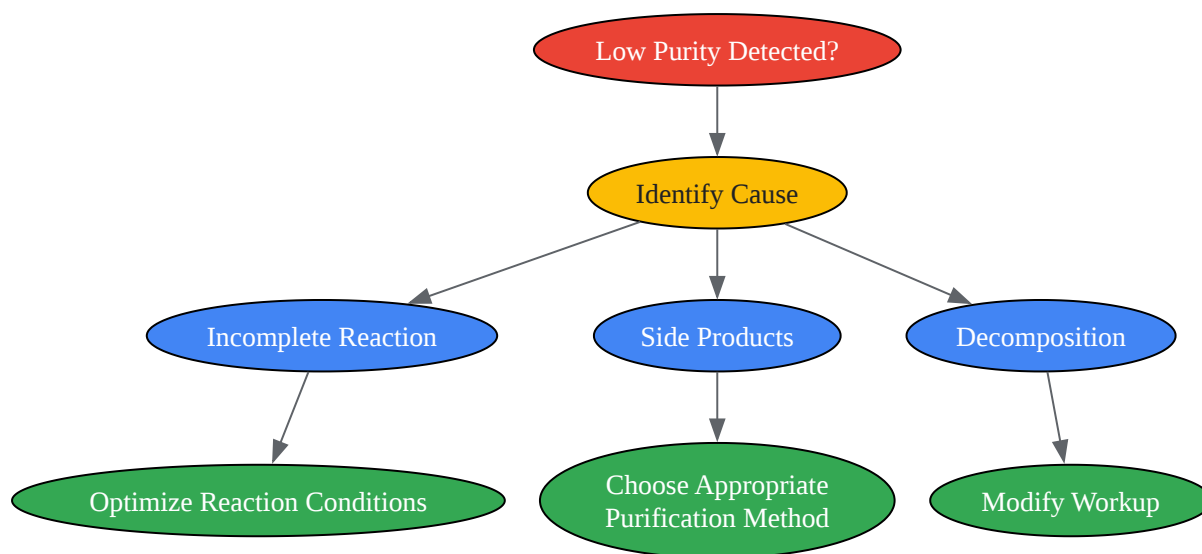 Low Purity Detected?
Identify Cause
Incomplete Reaction
Side Products
Decomposition
Optimize Reaction Conditions
Choose Appropriate
Purification Method
Modify Workup